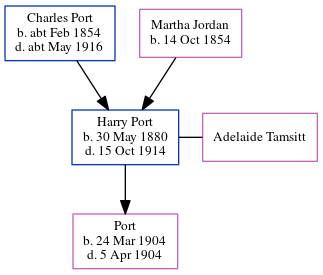 Charles Port
b. abt Feb 1854
d. abt May 1916
Martha Jordan
b. 14 Oct 1854
Harry Port
b. 30 May 1880
d. 15 Oct 1914
Adelaide Tamsitt
Port
b. 24 Mar 1904
d. 5 Apr 1904